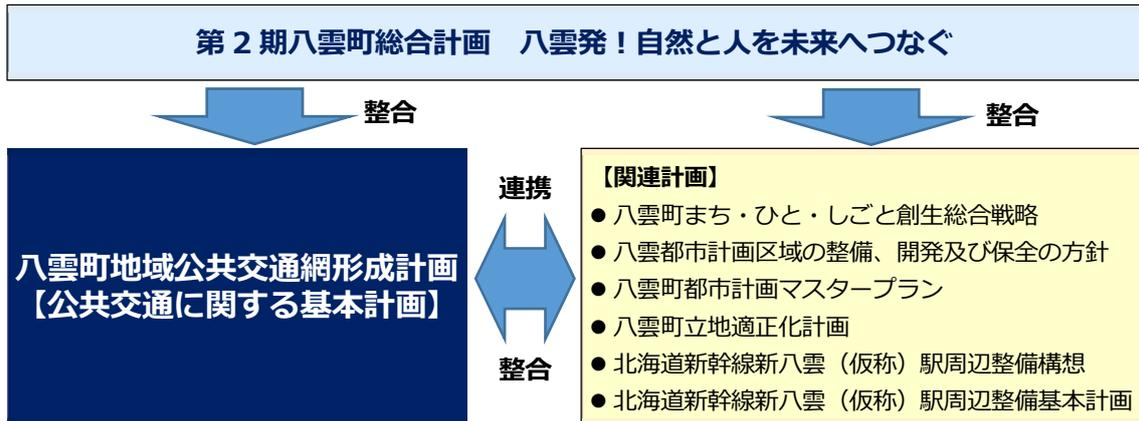 第2期八雲町総合計画　八雲発！自然と人を未来へつなぐ
整合
整合
八雲町地域公共交通網形成計画
【公共交通に関する基本計画】
連携
整合
【関連計画】
● 八雲町まち・ひと・しごと創生総合戦略
● 八雲都市計画区域の整備、開発及び保全の方針
● 八雲町都市計画マスタープラン
● 八雲町立地適正化計画
● 北海道新幹線新八雲（仮称）駅周辺整備構想
● 北海道新幹線新八雲（仮称）駅周辺整備基本計画